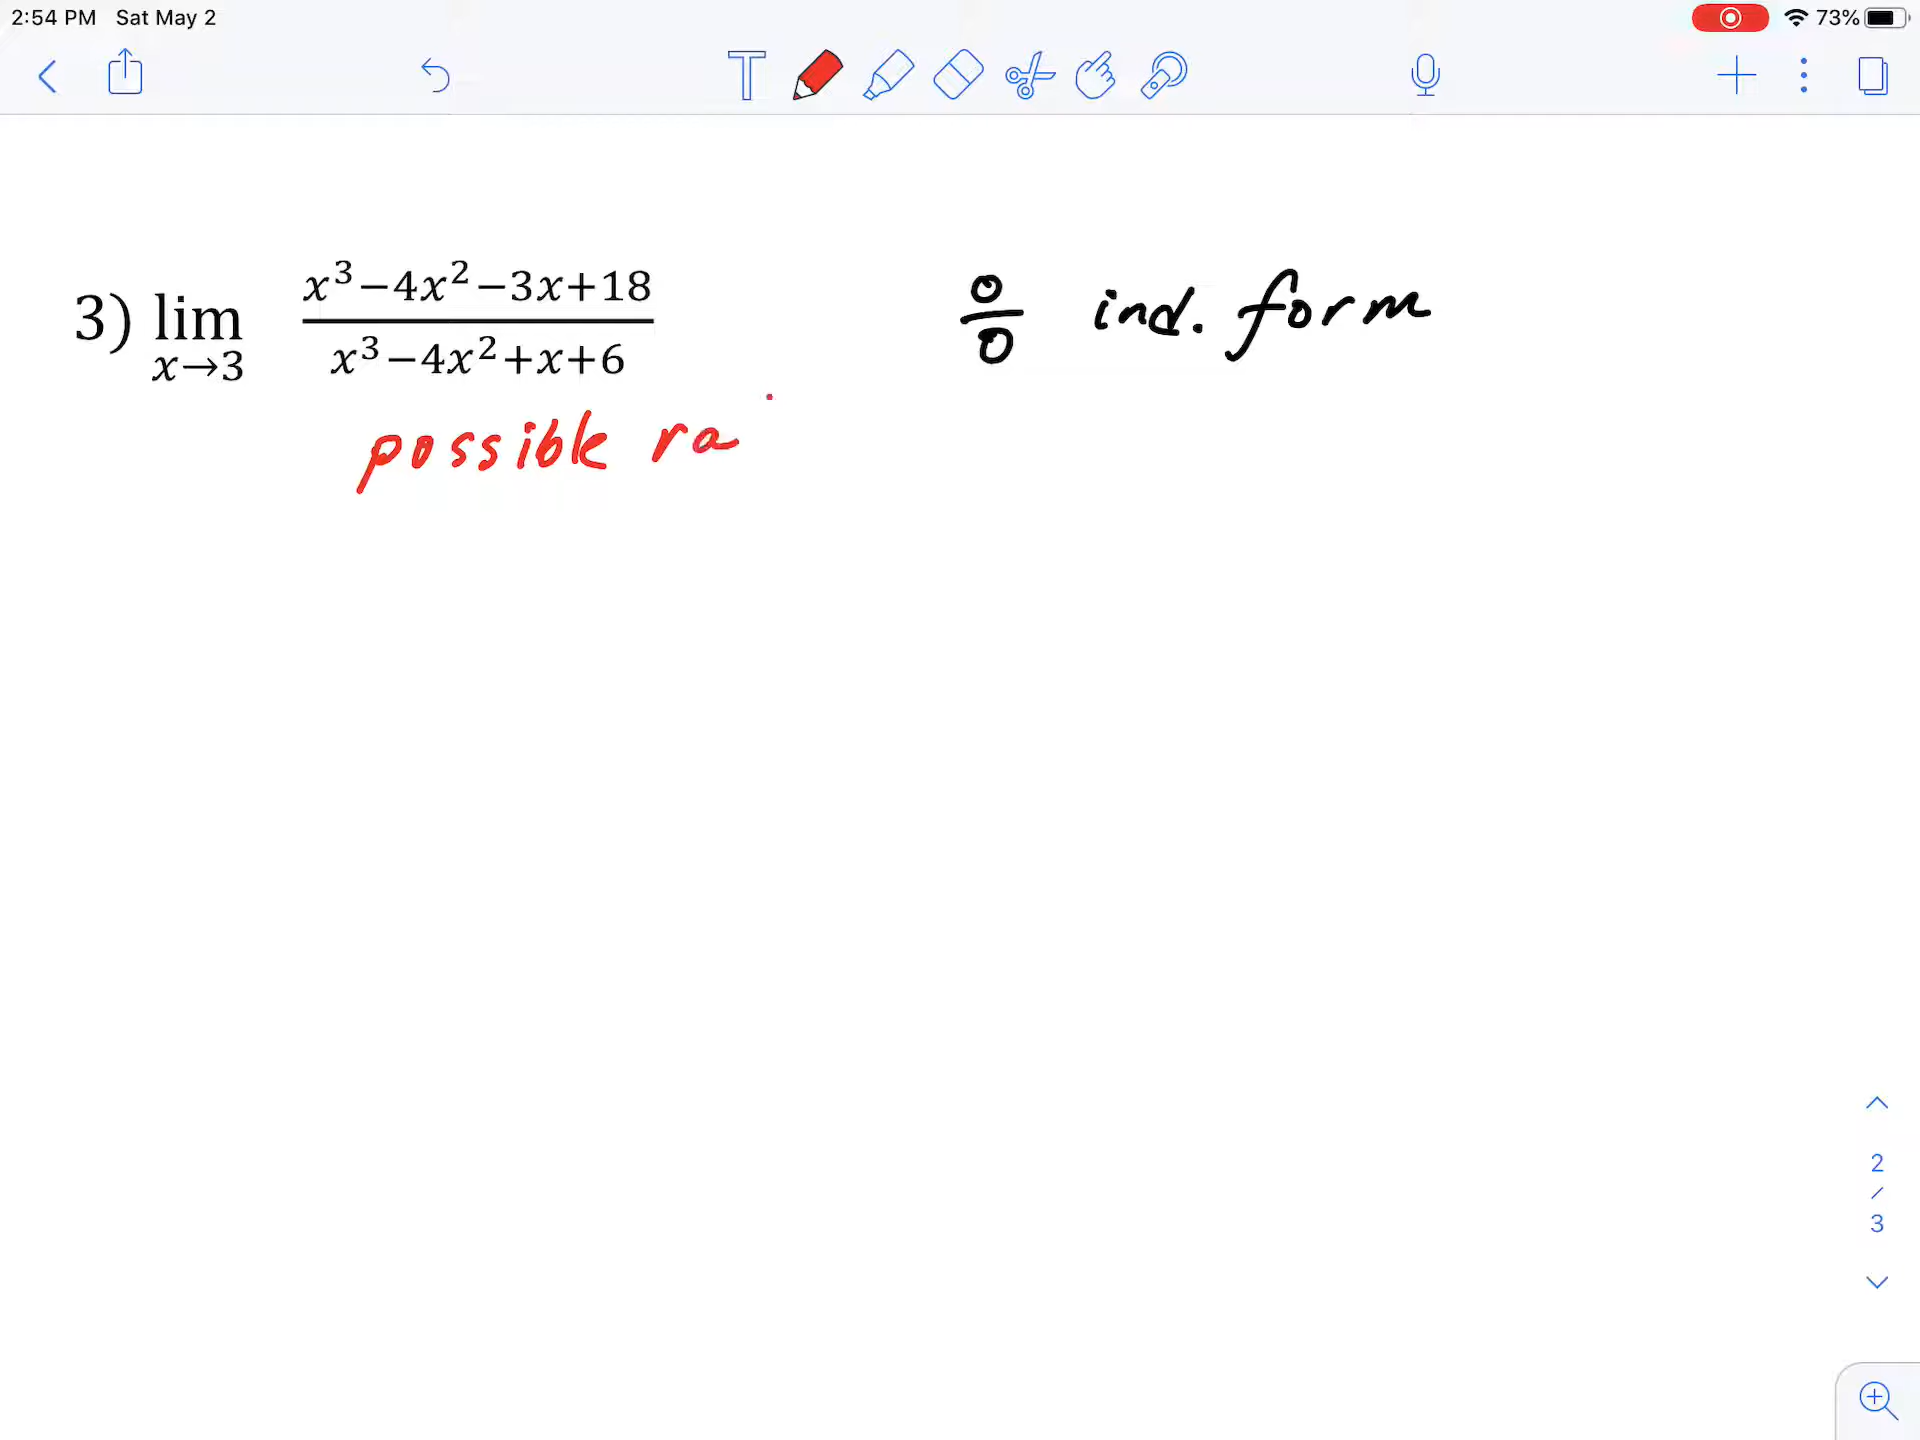 2:54 PM Sat May 2 73%
3) lim x→3 x³−4x²−3x+18 / x³−4x²+x+6
0/0 ind. form
possible ra
2
/
3